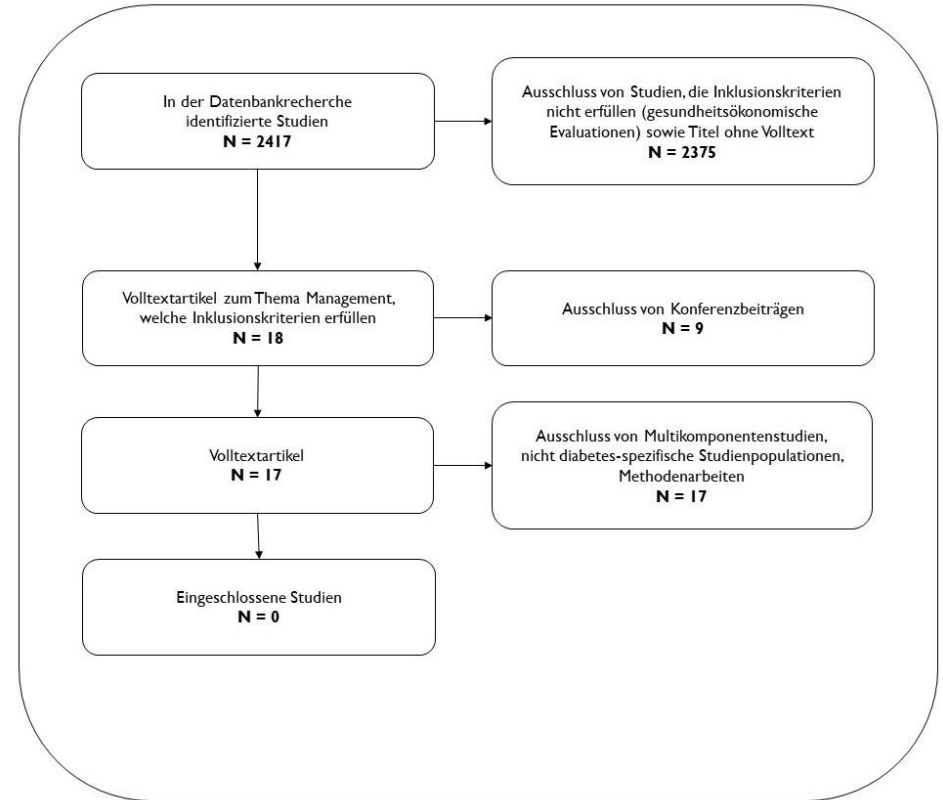 In der Datenbankrecherche
identifizierte Studien
N = 2417
Ausschluss von Studien, die Inklusionskriterien
nicht erfüllen (gesundheitsökonomische
Evaluationen) sowie Titel ohne Volltext
N = 2375
Volltextartikel zum Thema Management,
welche Inklusionskriterien erfüllen
N = 18
Ausschluss von Konferenzbeiträgen
N = 9
Volltextartikel
N = 17
Ausschluss von Multikomponentenstudien,
nicht diabetes-spezifische Studienpopulationen,
Methodenarbeiten
N = 17
Eingeschlossene Studien
N = 0